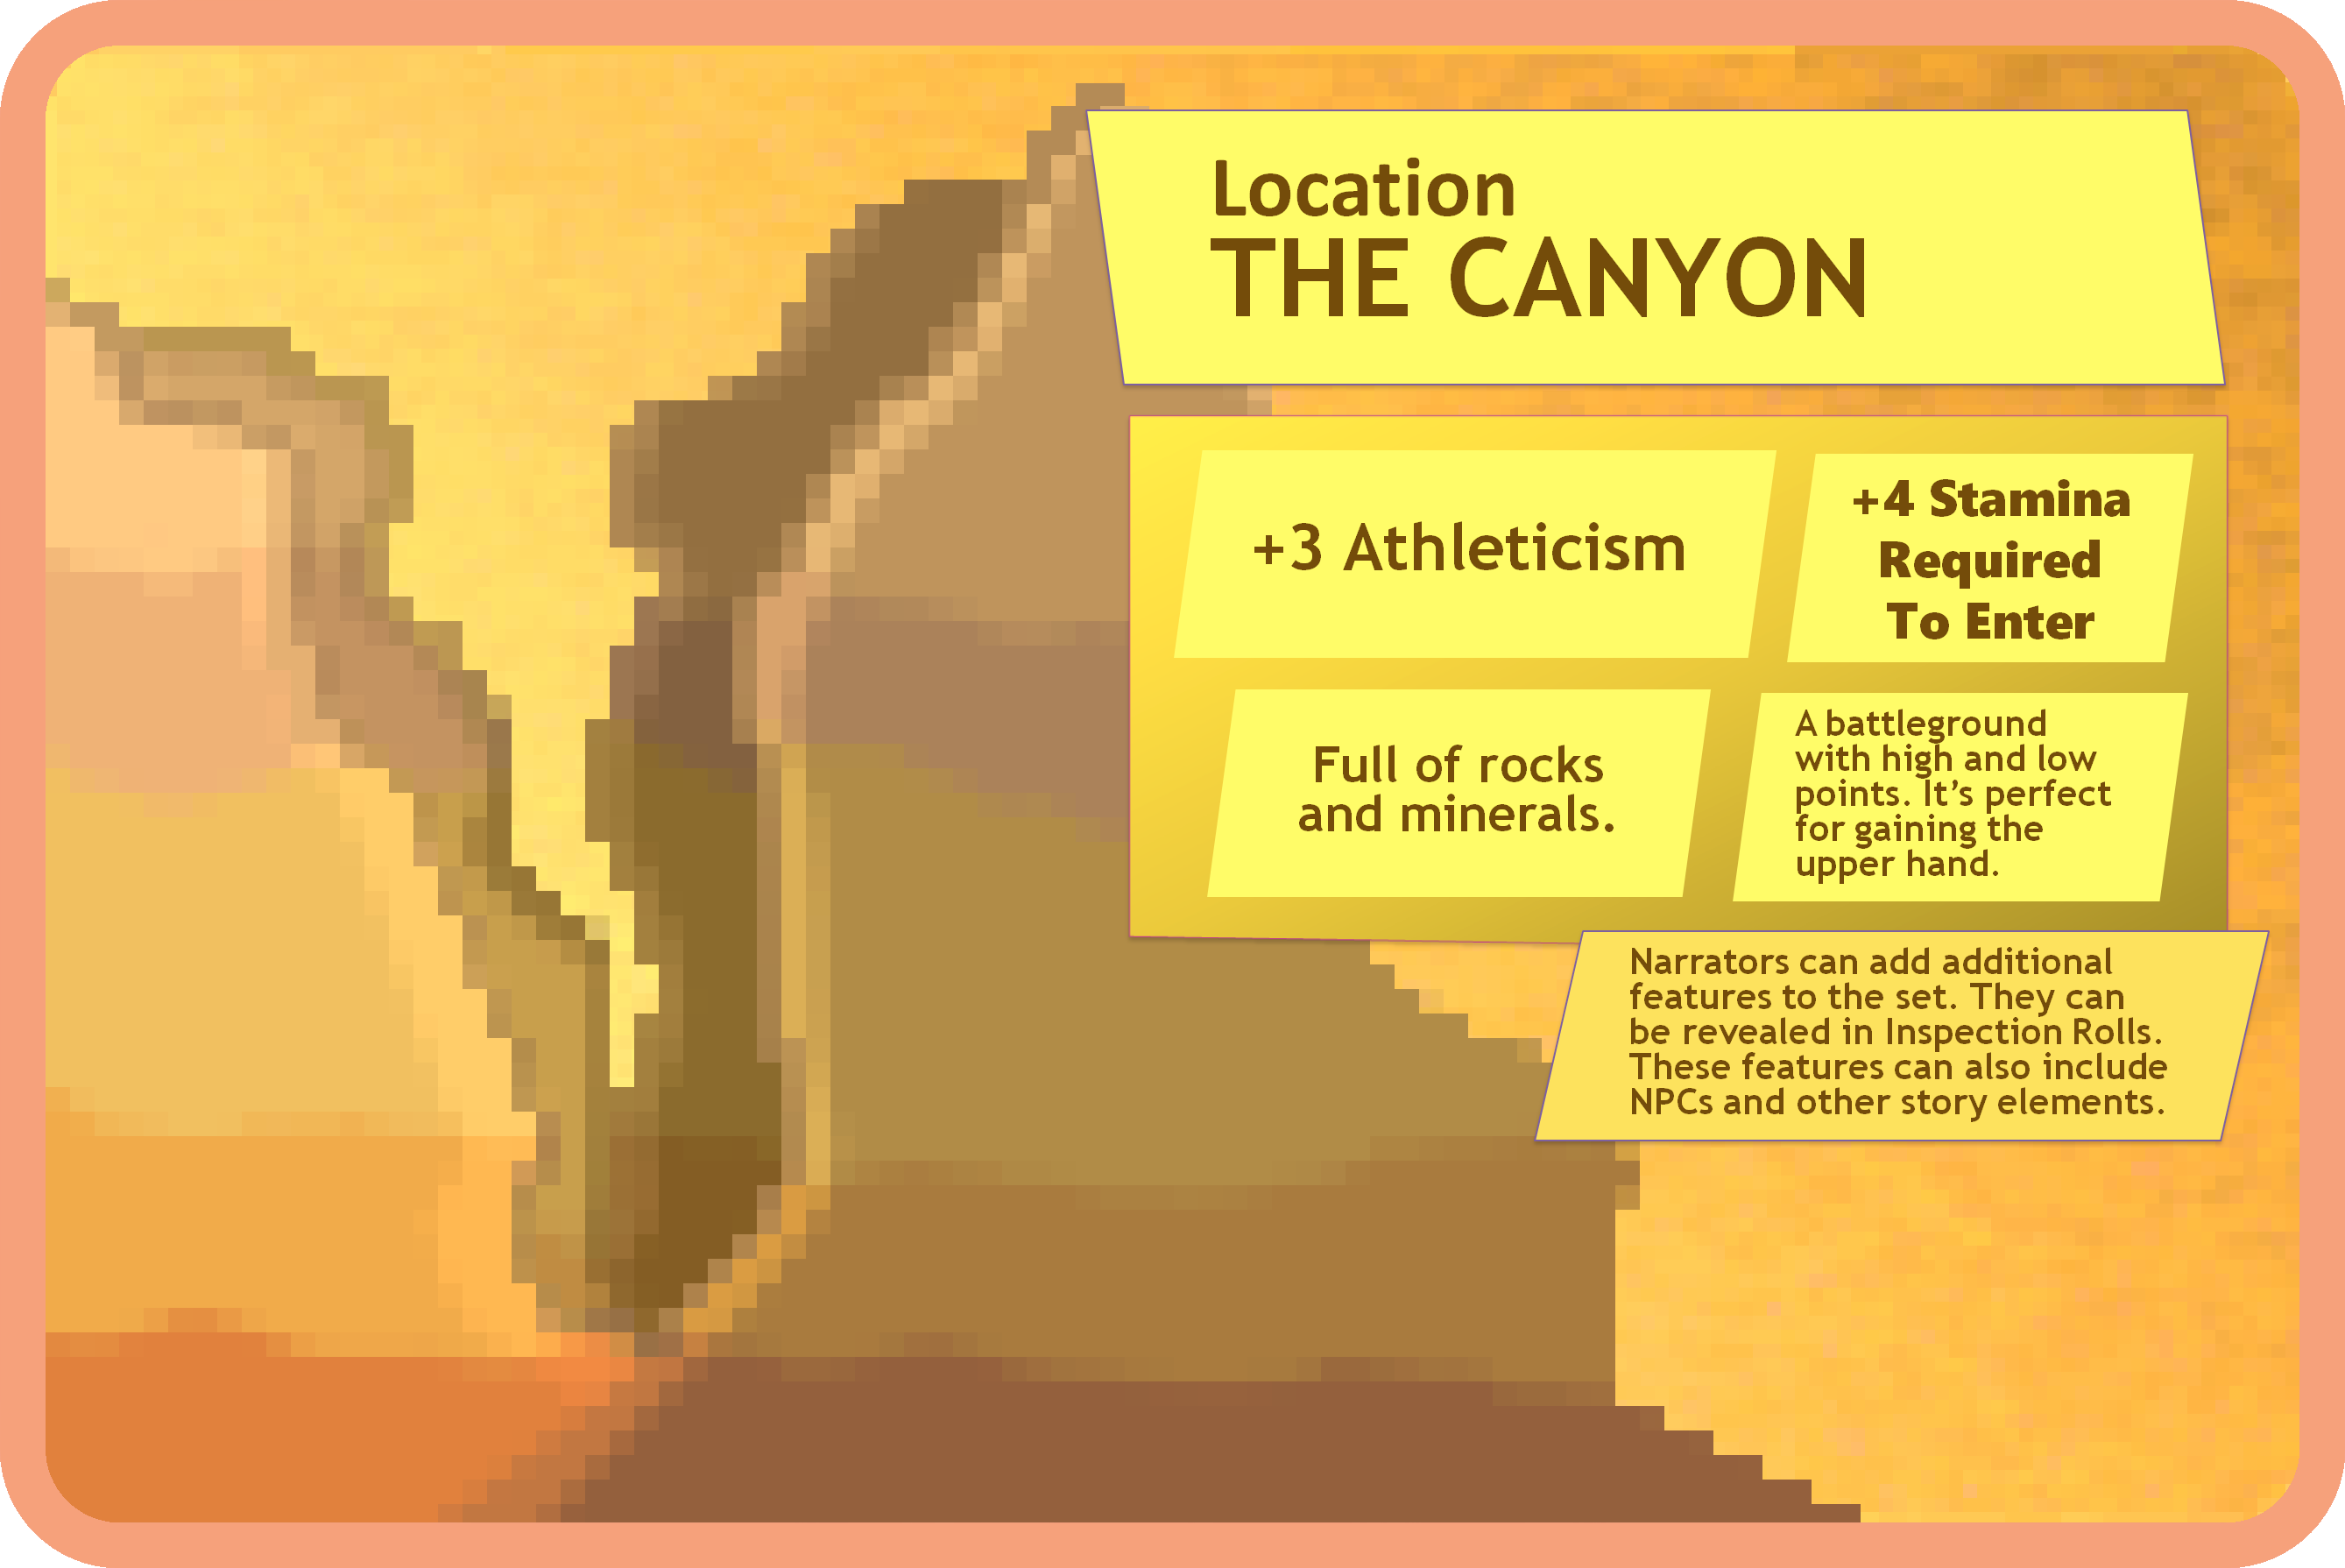 Location
THE CANYON
+3 Athleticism
+4 Stamina
Required
To Enter
Full of rocks
and minerals.
A battleground
with high and low
points. It’s perfect
for gaining the
upper hand.
Narrators can add additional
features to the set. They can
be revealed in Inspection Rolls.
These features can also include
NPCs and other story elements.